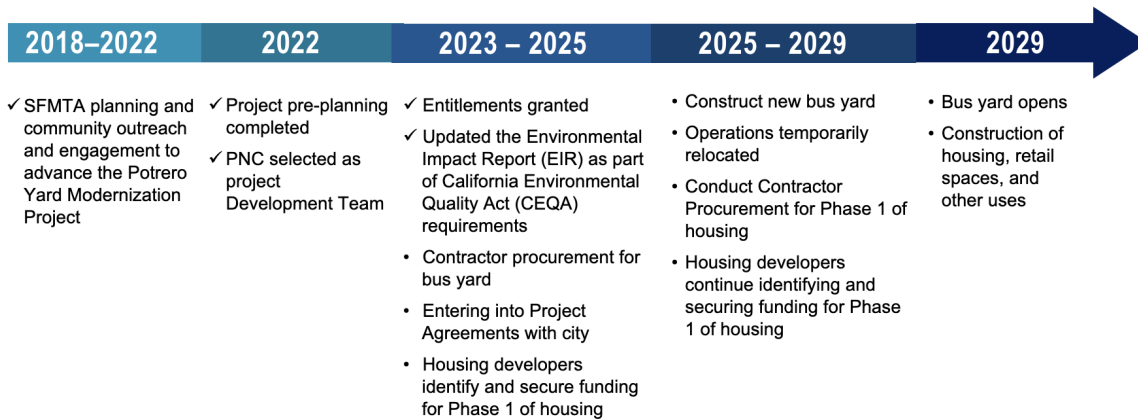 2018–2022
✓ SFMTA planning and
community outreach
and engagement to
advance the Potrero
Yard Modernization
Project
2022
✓ Project pre-planning
completed
✓ PNC selected as
project
Development Team
2023 – 2025
✓ Entitlements granted
✓ Updated the Environmental
Impact Report (EIR) as part
of California Environmental
Quality Act (CEQA)
requirements
• Contractor procurement for
bus yard
• Entering into Project
Agreements with city
• Housing developers
identify and secure funding
for Phase 1 of housing
2025 – 2029
• Construct new bus yard
• Operations temporarily
relocated
• Conduct Contractor
Procurement for Phase 1 of
housing
• Housing developers
continue identifying and
securing funding for Phase
1 of housing
2029
• Bus yard opens
• Construction of
housing, retail
spaces, and
other uses